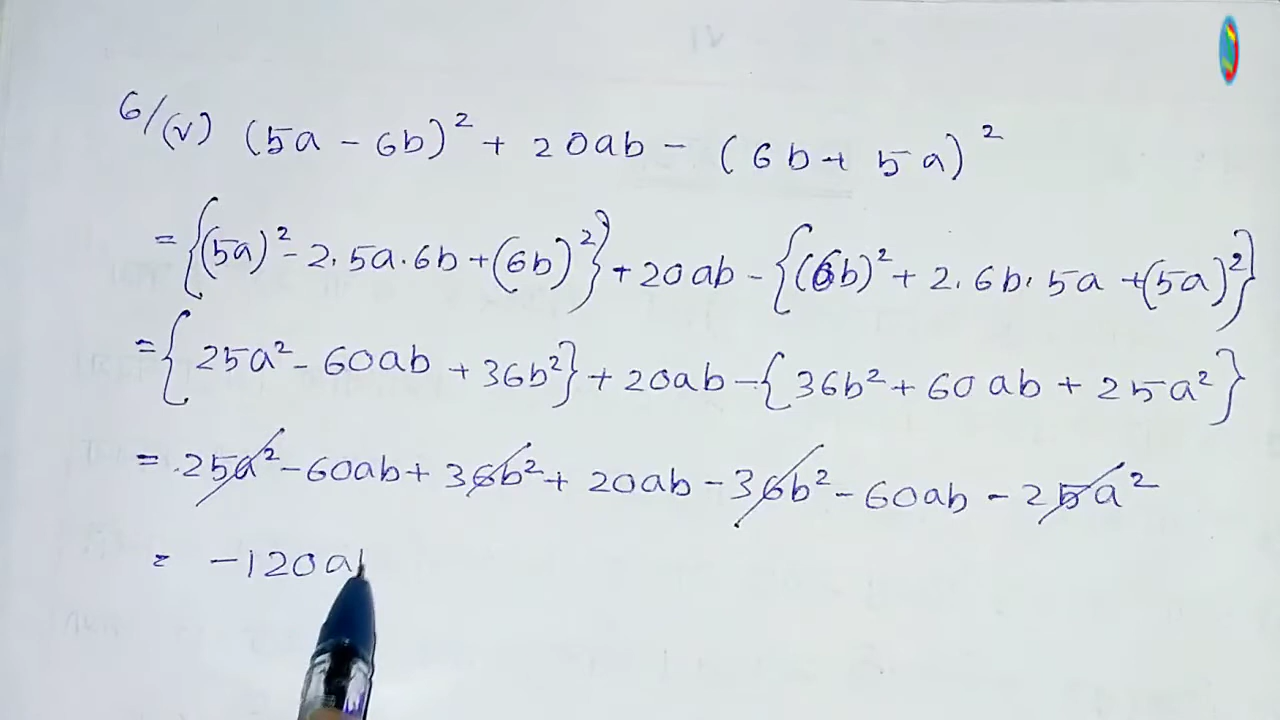 6/(v) (5a - 6b)² + 20ab - (6b + 5a)²
= {(5a)² - 2.5a.6b + (6b)²} + 20ab - {(6b)² + 2.6b.5a + (5a)²}
= {25a² - 60ab + 36b²} + 20ab - {36b² + 60ab + 25a²}
= 25a² - 60ab + 36b² + 20ab - 36b² - 60ab - 25a²
= -120a